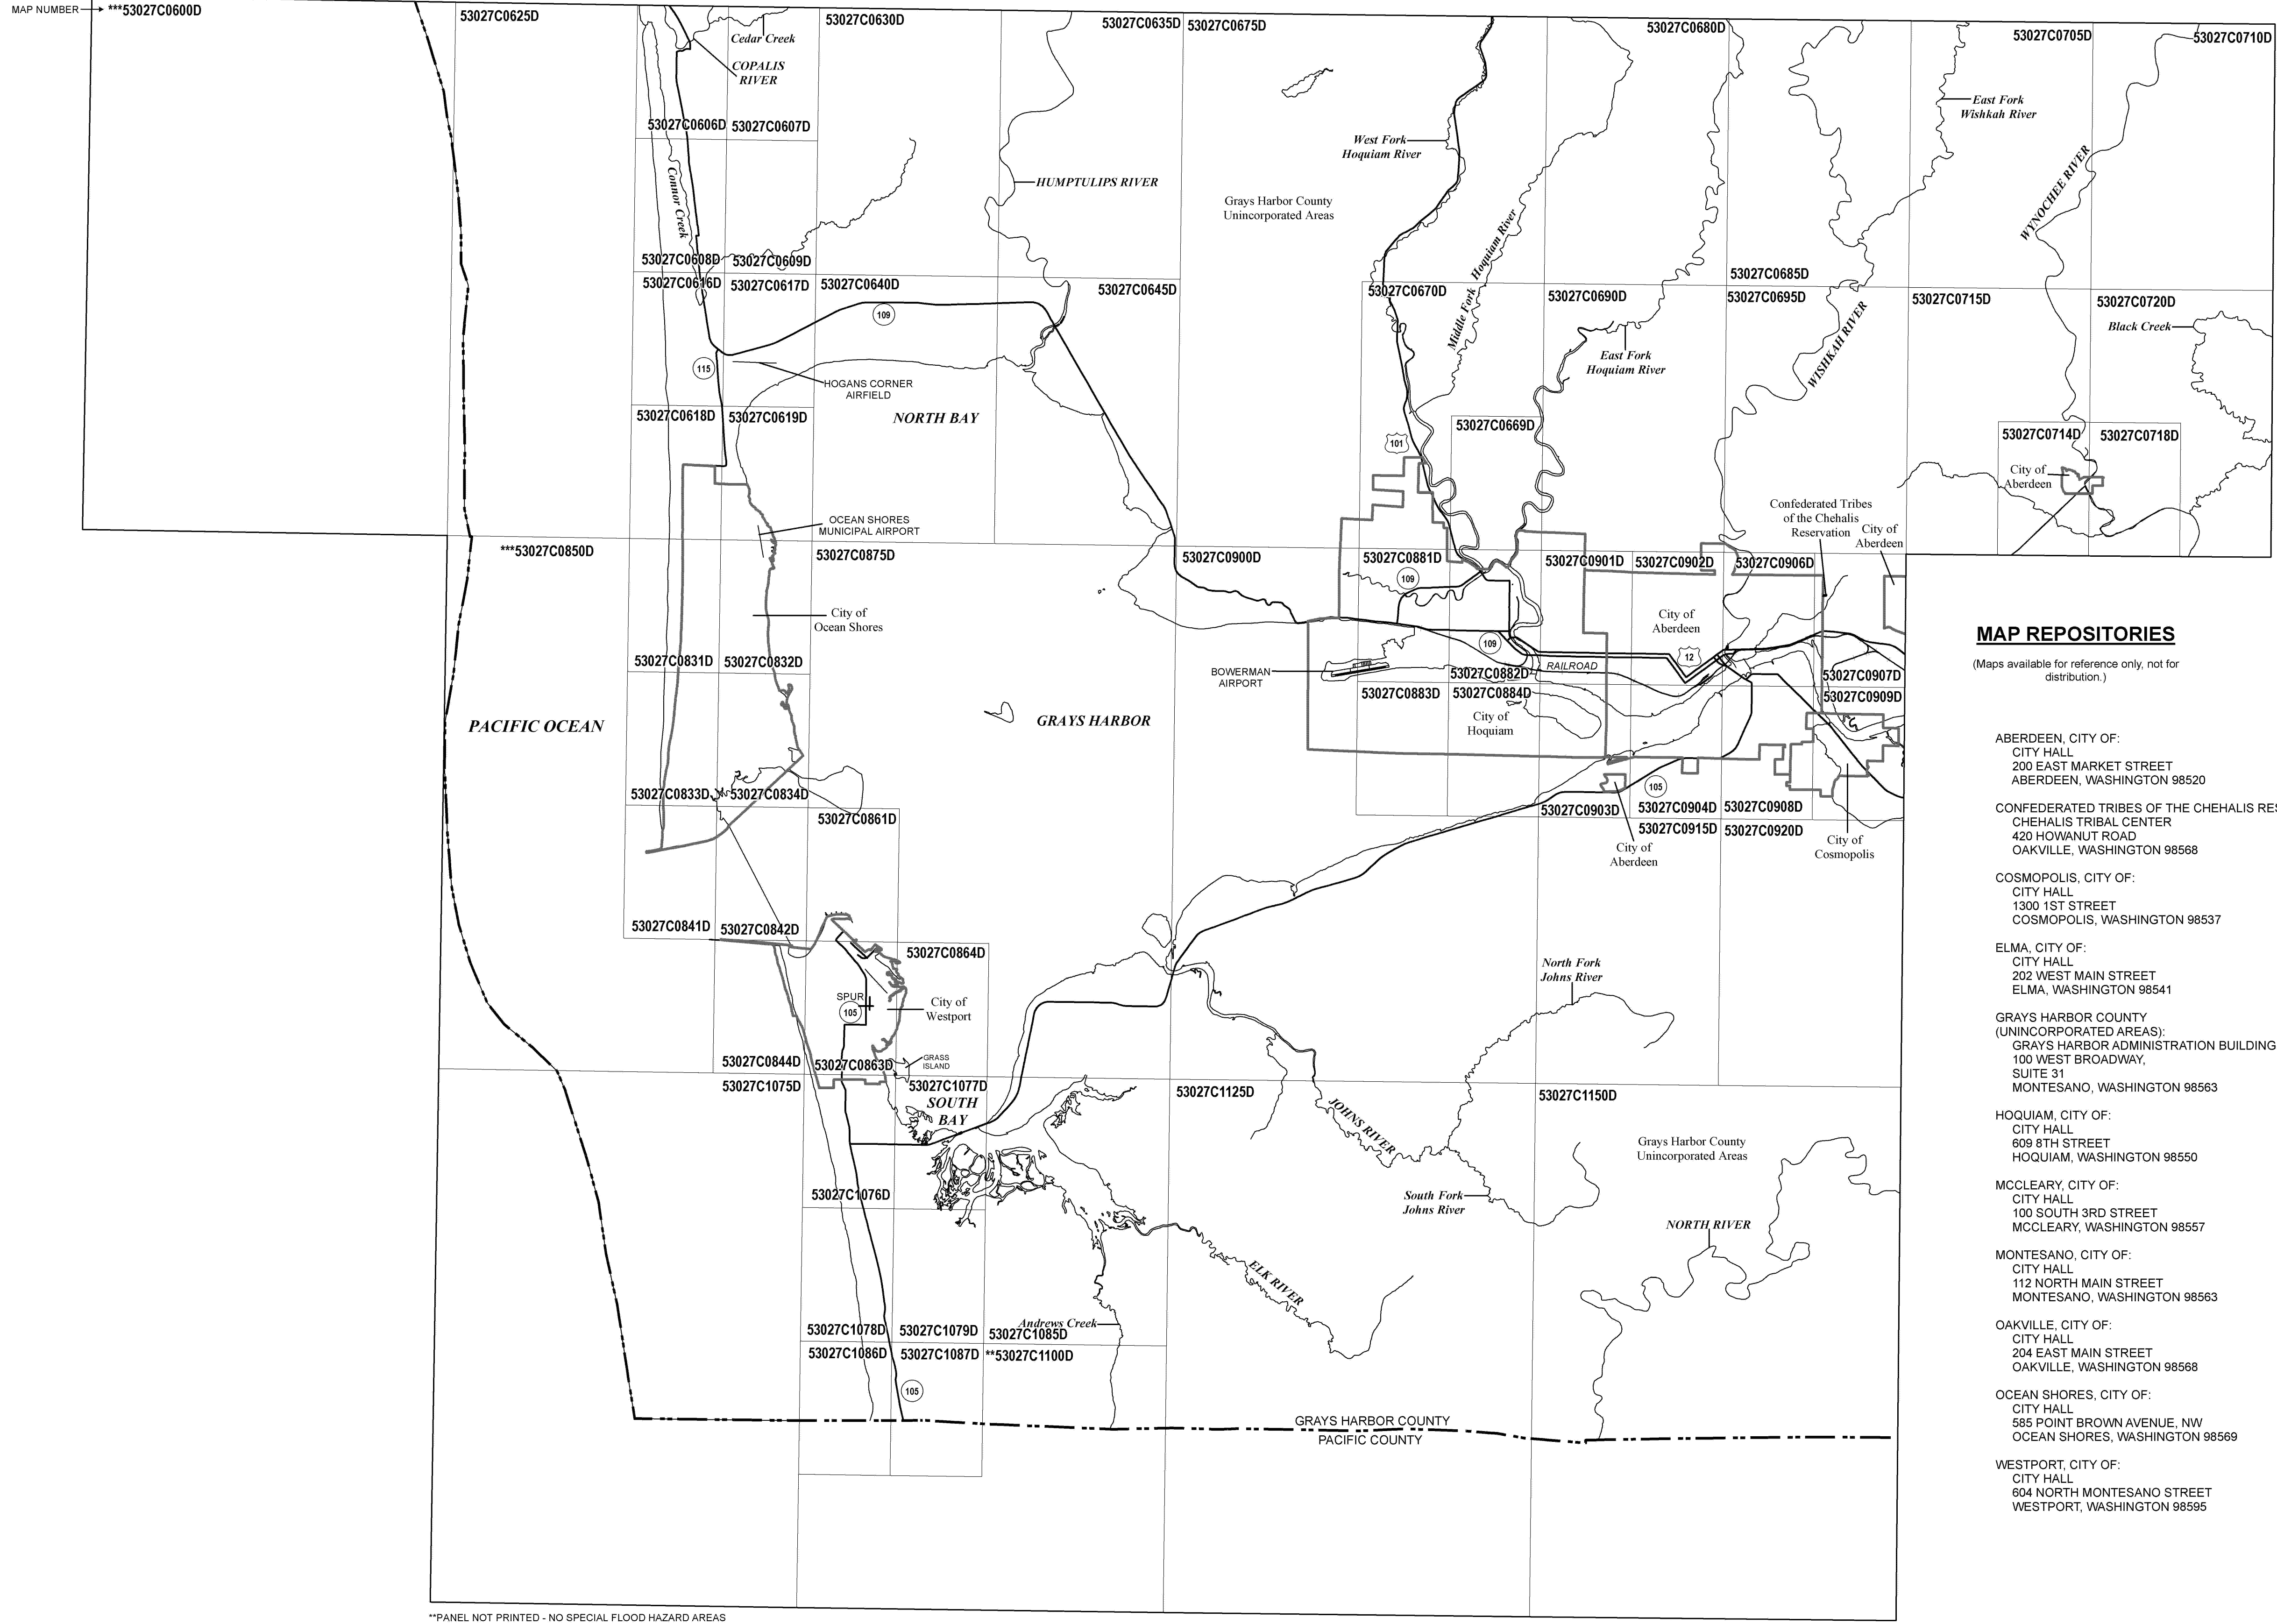 MAP NUMBER
***53027C0600D
53027C0625D
53027C0630D
53027C0635D
53027C0675D
53027C0680D
53027C0705D
53027C0710D
Cedar Creek
COPALIS
RIVER
53027C0606D
53027C0607D
Connor Creek
HUMPTULIPS RIVER
West Fork
Hoquiam River
East Fork
Wishkah River
Grays Harbor County
Unincorporated Areas
Middle Fork Hoquiam River
WYNOCHEE RIVER
53027C0608D
53027C0609D
53027C0616D
53027C0617D
53027C0640D
53027C0645D
53027C0670D
53027C0690D
53027C0685D
53027C0695D
53027C0715D
53027C0720D
109
115
Black Creek
WISHKAH RIVER
East Fork
Hoquiam River
HOGANS CORNER
AIRFIELD
53027C0618D
53027C0619D
NORTH BAY
53027C0669D
101
53027C0714D
53027C0718D
City of
Aberdeen
OCEAN SHORES
MUNICIPAL AIRPORT
Confederated Tribes
of the Chehalis
Reservation
City of
Aberdeen
***53027C0850D
53027C0875D
53027C0900D
53027C0881D
53027C0901D
53027C0902D
53027C0906D
109
City of
Ocean Shores
City of
Aberdeen
109
12
RAILROAD
53027C0831D
53027C0832D
BOWERMAN
AIRPORT
53027C0882D
53027C0883D
53027C0884D
53027C0907D
53027C0909D
PACIFIC OCEAN
GRAYS HARBOR
City of
Hoquiam
53027C0833D
53027C0834D
53027C0861D
105
53027C0903D
53027C0904D
53027C0908D
53027C0915D
53027C0920D
City of
Aberdeen
City of
Cosmopolis
53027C0841D
53027C0842D
53027C0864D
North Fork
Johns River
SPUR
105
City of
Westport
GRASS
ISLAND
53027C0844D
53027C0863D
53027C1075D
53027C1077D
53027C1125D
53027C1150D
SOUTH
BAY
JOHNS RIVER
Grays Harbor County
Unincorporated Areas
53027C1076D
South Fork
Johns River
NORTH RIVER
ELK RIVER
Andrews Creek
53027C1078D
53027C1079D
53027C1085D
53027C1086D
53027C1087D
**53027C1100D
105
GRAYS HARBOR COUNTY
PACIFIC COUNTY
**PANEL NOT PRINTED - NO SPECIAL FLOOD HAZARD AREAS
MAP REPOSITORIES
(Maps available for reference only, not for
distribution.)
ABERDEEN, CITY OF:
CITY HALL
200 EAST MARKET STREET
ABERDEEN, WASHINGTON 98520
CONFEDERATED TRIBES OF THE CHEHALIS RES
CHEHALIS TRIBAL CENTER
420 HOWANUT ROAD
OAKVILLE, WASHINGTON 98568
COSMOPOLIS, CITY OF:
CITY HALL
1300 1ST STREET
COSMOPOLIS, WASHINGTON 98537
ELMA, CITY OF:
CITY HALL
202 WEST MAIN STREET
ELMA, WASHINGTON 98541
GRAYS HARBOR COUNTY
(UNINCORPORATED AREAS):
GRAYS HARBOR ADMINISTRATION BUILDING
100 WEST BROADWAY,
SUITE 31
MONTESANO, WASHINGTON 98563
HOQUIAM, CITY OF:
CITY HALL
609 8TH STREET
HOQUIAM, WASHINGTON 98550
MCCLEARY, CITY OF:
CITY HALL
100 SOUTH 3RD STREET
MCCLEARY, WASHINGTON 98557
MONTESANO, CITY OF:
CITY HALL
112 NORTH MAIN STREET
MONTESANO, WASHINGTON 98563
OAKVILLE, CITY OF:
CITY HALL
204 EAST MAIN STREET
OAKVILLE, WASHINGTON 98568
OCEAN SHORES, CITY OF:
CITY HALL
585 POINT BROWN AVENUE, NW
OCEAN SHORES, WASHINGTON 98569
WESTPORT, CITY OF:
CITY HALL
604 NORTH MONTESANO STREET
WESTPORT, WASHINGTON 98595